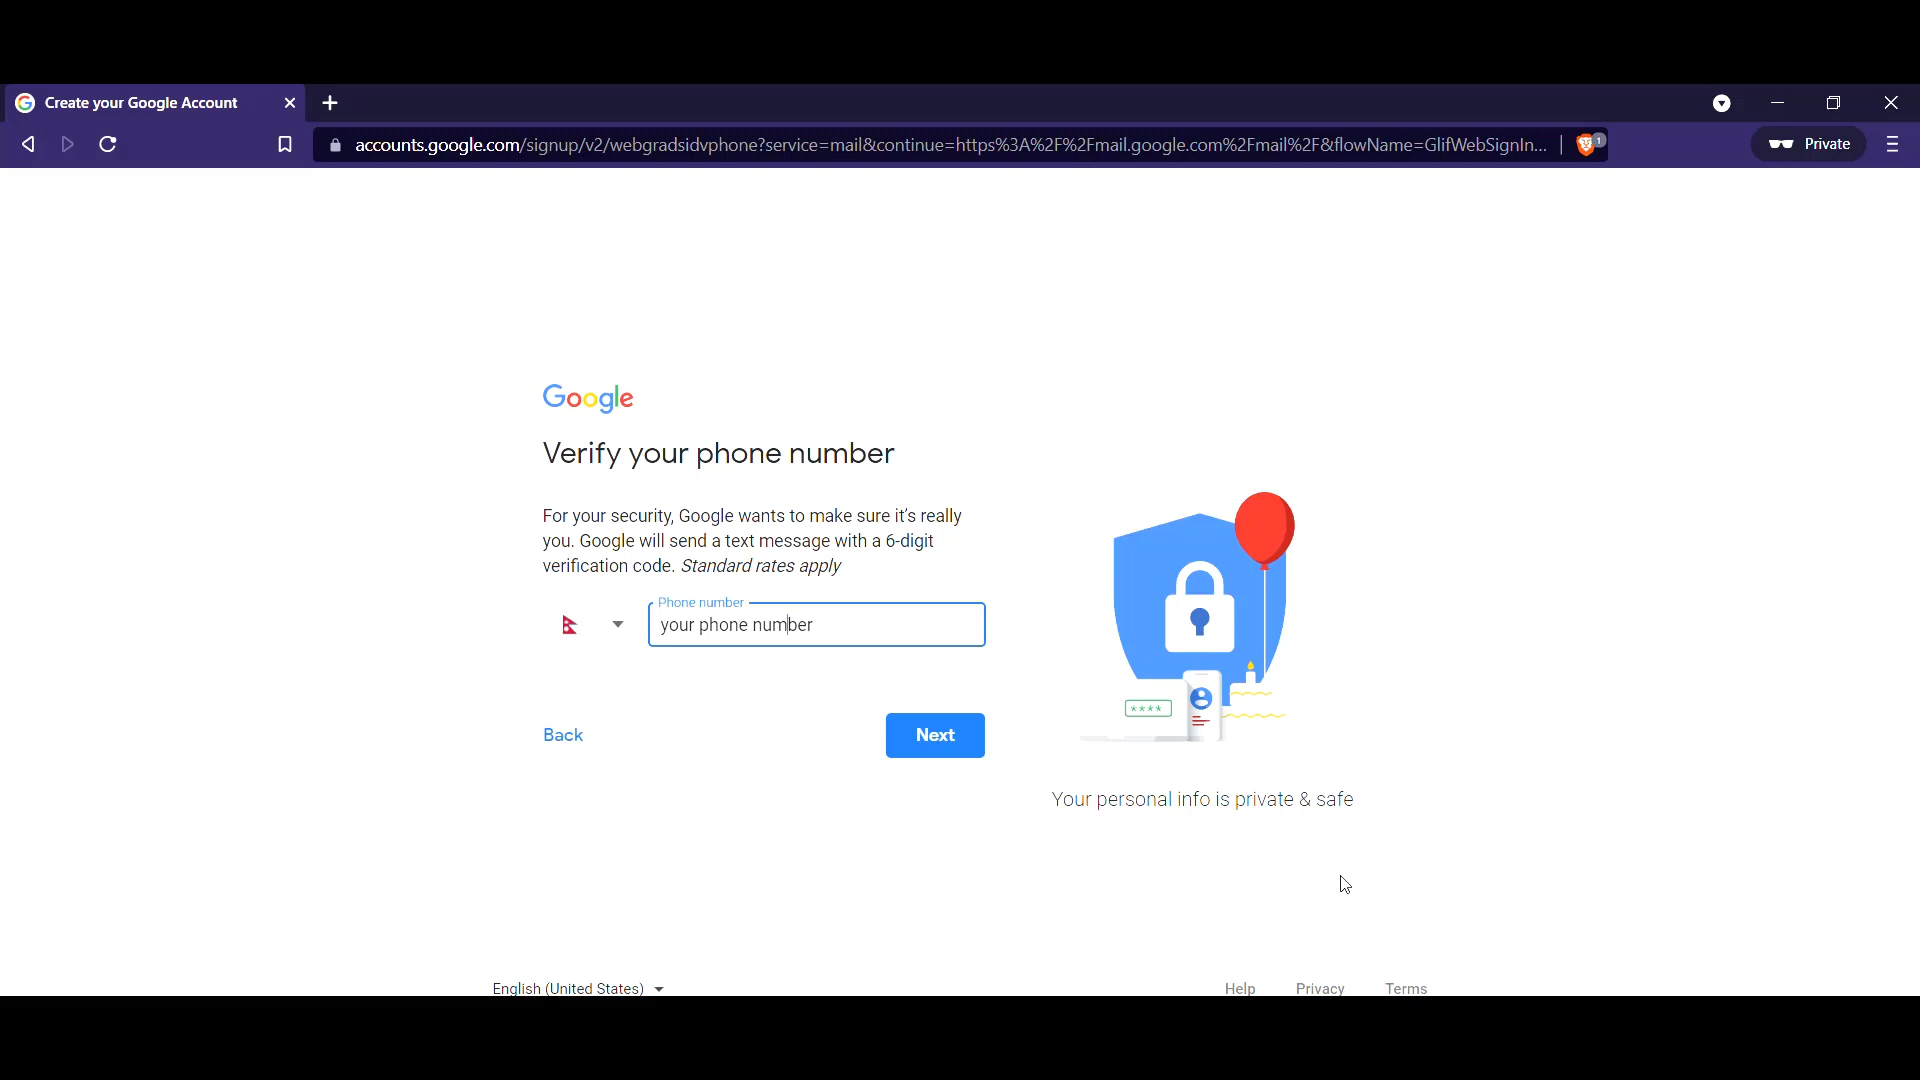 Create your Google Account
accounts.google.com/signup/v2/webgradsidvphone?service=mail&continue=https%3A%2F%2Fmail.google.com%2Fmail%2F&flowName=GlifWebSignIn...
1
Private
Google
Verify your phone number
For your security, Google wants to make sure it's really
you. Google will send a text message with a 6-digit
verification code. Standard rates apply
Phone number
your phone number
Back
Next
****
Your personal info is private & safe
English (United States)
Help
Privacy
Terms